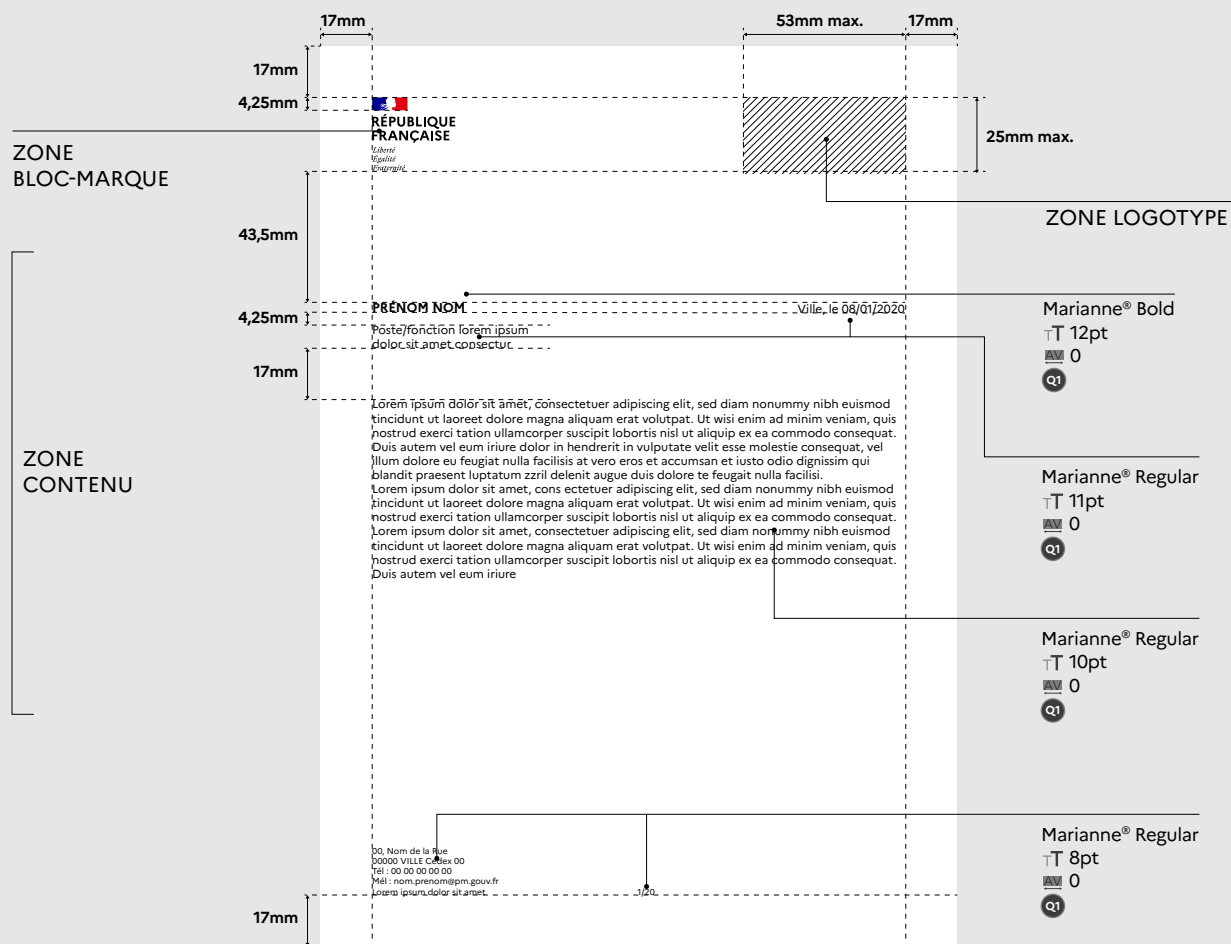 17mm
53mm max.
17mm
17mm
4,25mm
RÉPUBLIQUE
FRANÇAISE
Liberté
Égalité
Fraternité
25mm max.
ZONE
BLOC-MARQUE
ZONE LOGOTYPE
43,5mm
PRÉNOM NOM
Ville, le 08/01/2020
4,25mm
Poste/fonction lorem ipsum
dolor sit amet consectur
17mm
Marianne® Bold
TT 12pt
AV 0
Q1
Lorem ipsum dolor sit amet, consectetuer adipiscing elit, sed diam nonummy nibh euismod
tincidunt ut laoreet dolore magna aliquam erat volutpat. Ut wisi enim ad minim veniam, quis
nostrud exerci tation ullamcorper suscipit lobortis nisl ut aliquip ex ea commodo consequat.
Duis autem vel eum iriure dolor in hendrerit in vulputate velit esse molestie consequat, vel
illum dolore eu feugiat nulla facilisis at vero eros et accumsan et iusto odio dignissim qui
blandit praesent luptatum zzril delenit augue duis dolore te feugait nulla facilisi.
Lorem ipsum dolor sit amet, cons ectetuer adipiscing elit, sed diam nonummy nibh euismod
tincidunt ut laoreet dolore magna aliquam erat volutpat. Ut wisi enim ad minim veniam, quis
nostrud exerci tation ullamcorper suscipit lobortis nisl ut aliquip ex ea commodo consequat.
Lorem ipsum dolor sit amet, consectetuer adipiscing elit, sed diam nonummy nibh euismod
tincidunt ut laoreet dolore magna aliquam erat volutpat. Ut wisi enim ad minim veniam, quis
nostrud exerci tation ullamcorper suscipit lobortis nisl ut aliquip ex ea commodo consequat.
Duis autem vel eum iriure
ZONE
CONTENU
Marianne® Regular
TT 11pt
AV 0
Q1
Marianne® Regular
TT 10pt
AV 0
Q1
00, Nom de la Rue
00000 VILLE Cedex 00
Tél : 00 00 00 00 00
Mél : nom.prenom@pm.gouv.fr
Lorem ipsum dolor sit amet
1/20
Marianne® Regular
TT 8pt
AV 0
Q1
17mm